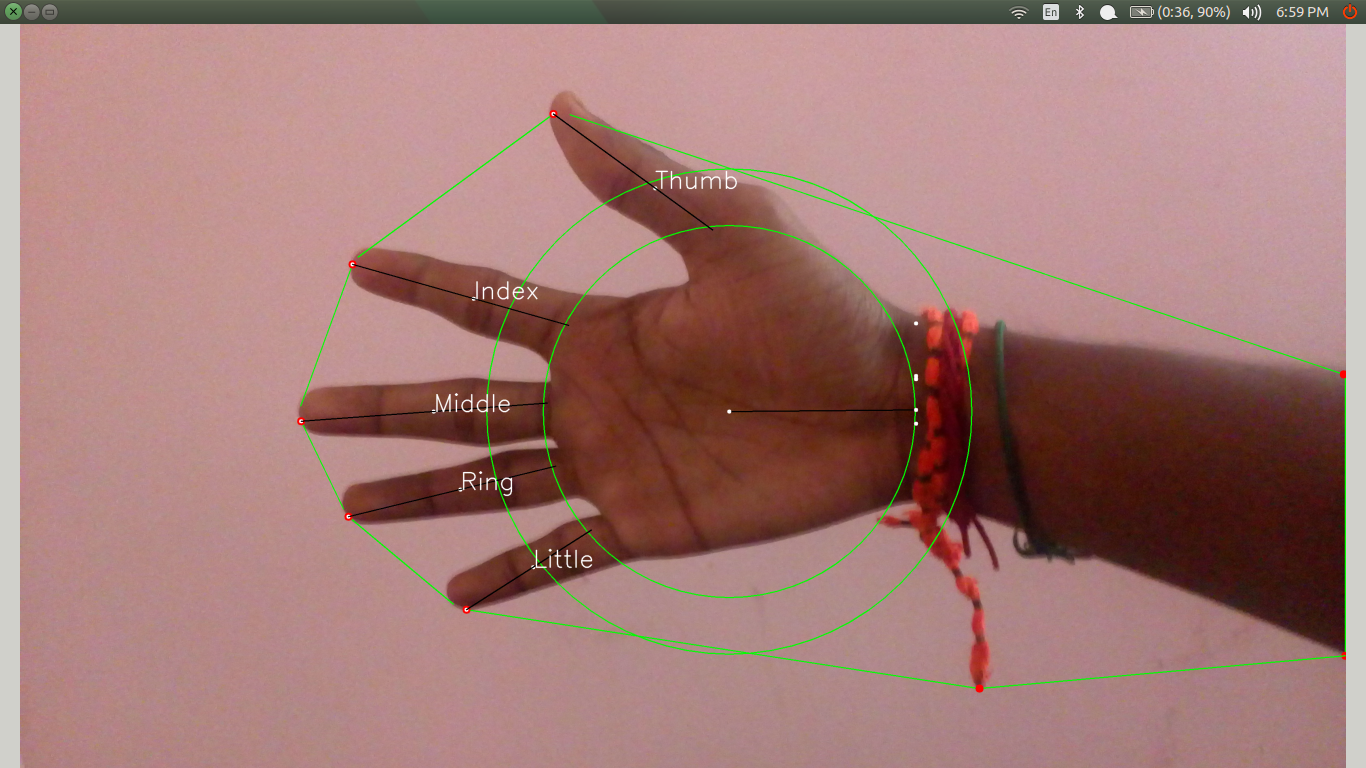 En (0:36, 90%) 6:59 PM
Thumb
Index
Middle
Ring
Little